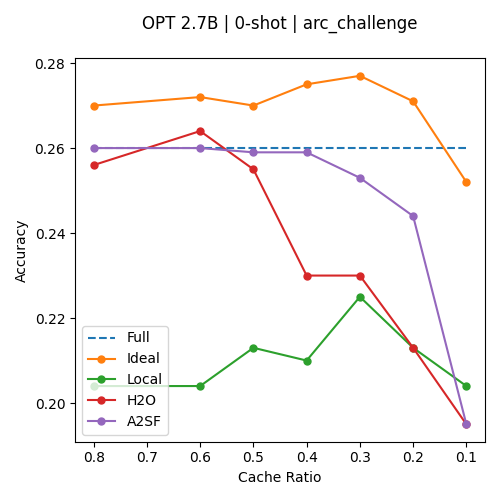 OPT 2.7B | 0-shot | arc_challenge
0.28
0.26
0.24
0.22
0.20
Accuracy
Full
Ideal
Local
H2O
A2SF
0.8 0.7 0.6 0.5 0.4 0.3 0.2 0.1
Cache Ratio